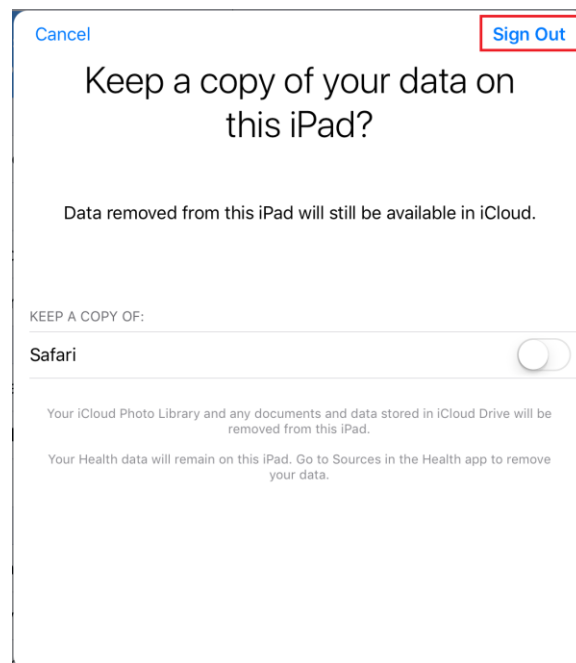 Cancel
Sign Out
Keep a copy of your data on
this iPad?
Data removed from this iPad will still be available in iCloud.
KEEP A COPY OF:
Safari
Your iCloud Photo Library and any documents and data stored in iCloud Drive will be
removed from this iPad.
Your Health data will remain on this iPad. Go to Sources in the Health app to remove
your data.